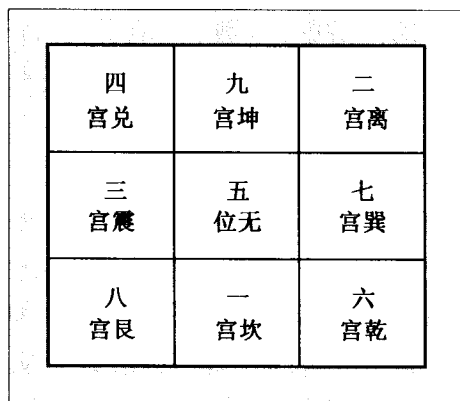 四 九 二
宫兑 宫坤 宫离
三 五 七
宫震 位无 宫巽
八 一 六
宫艮 宫坎 宫乾